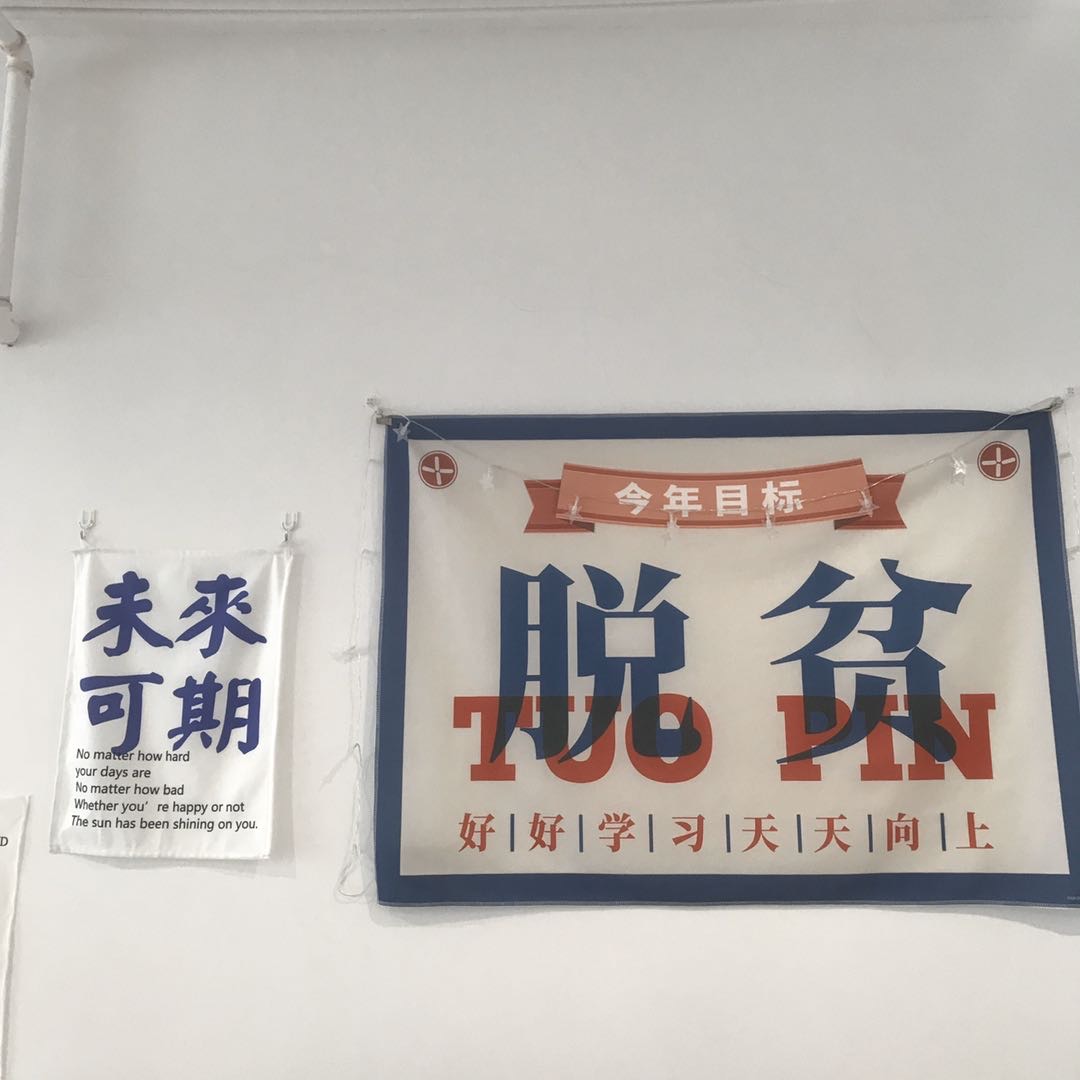 未來
可期
No matter how hard
your days are
No matter how bad
Whether you’re happy or not
The sun has been shining on you.
今年目标
脱贫
TUO PIN
好|好|学|习|天|天|向|上
D